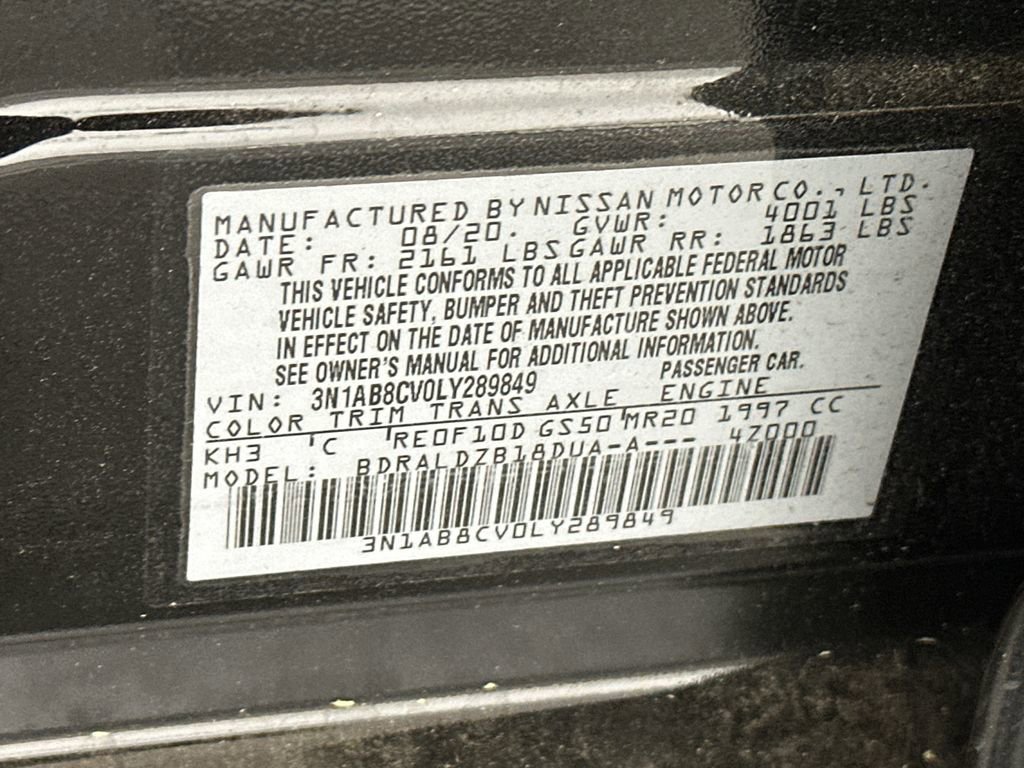 MANUFACTURED BY NISSAN MOTOR CO., LTD.
DATE: 08/20. GVWR: 4001 LBS
GAWR FR: 2161 LBS GAWR RR: 1863 LBS
THIS VEHICLE CONFORMS TO ALL APPLICABLE FEDERAL MOTOR
VEHICLE SAFETY, BUMPER AND THEFT PREVENTION STANDARDS
IN EFFECT ON THE DATE OF MANUFACTURE SHOWN ABOVE.
SEE OWNER'S MANUAL FOR ADDITIONAL INFORMATION.
VIN: 3N1AB8CV0LY289849 PASSENGER CAR.
COLOR TRIM TRANS AXLE ENGINE
KH3 'C 'RE0F10D GS50'MR20 1997 CC
MODEL: BDRALDZB18DUA-A--- 4Z000
3N1AB8CV0LY289849